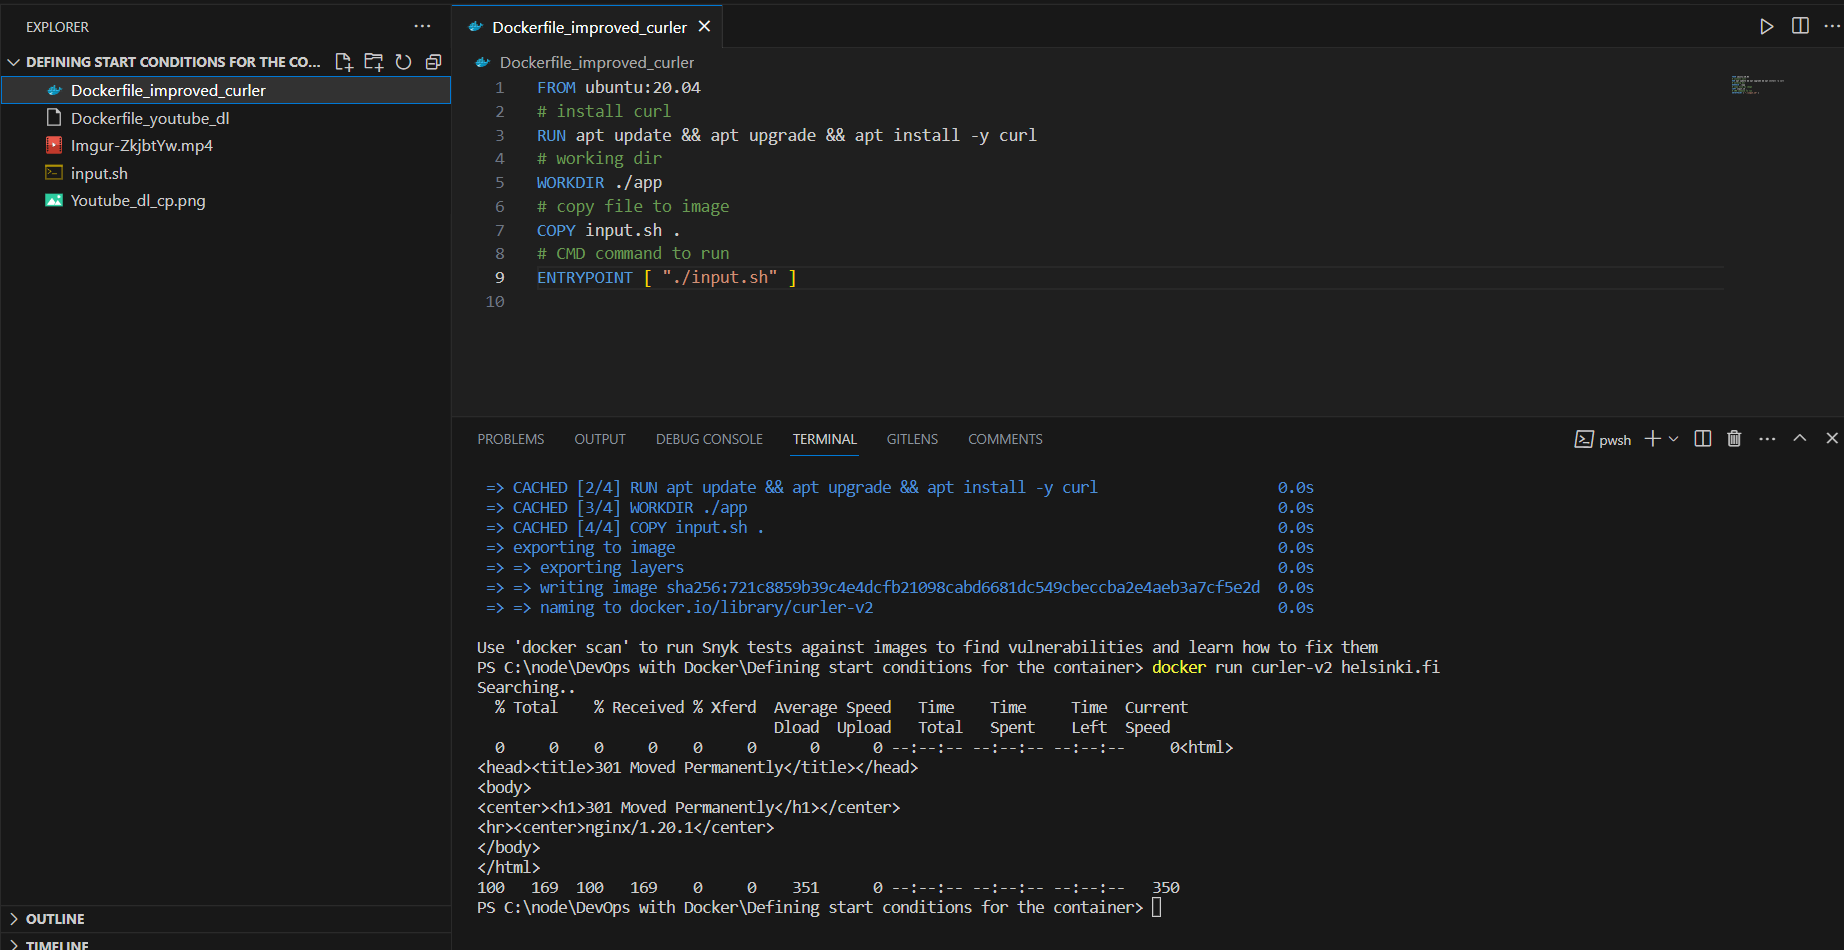 EXPLORER
DEFINING START CONDITIONS FOR THE CO...
Dockerfile_improved_curler
Dockerfile_youtube_dl
Imgur-ZkjbtYw.mp4
input.sh
Youtube_dl_cp.png
OUTLINE
TIMELINE
Dockerfile_improved_curler
Dockerfile_improved_curler
1 FROM ubuntu:20.04
2 # install curl
3 RUN apt update && apt upgrade && apt install -y curl
4 # working dir
5 WORKDIR ./app
6 # copy file to image
7 COPY input.sh .
8 # CMD command to run
9 ENTRYPOINT [ "./input.sh" ]
10
PROBLEMS OUTPUT DEBUG CONSOLE TERMINAL GITLENS COMMENTS pwsh
=> CACHED [2/4] RUN apt update && apt upgrade && apt install -y curl 0.0s
=> CACHED [3/4] WORKDIR ./app 0.0s
=> CACHED [4/4] COPY input.sh . 0.0s
=> exporting to image 0.0s
=> => exporting layers 0.0s
=> => writing image sha256:721c8859b39c4e4dcfb21098cabd6681dc549cbeccba2e4aeb3a7cf5e2d 0.0s
=> => naming to docker.io/library/curler-v2 0.0s
Use 'docker scan' to run Snyk tests against images to find vulnerabilities and learn how to fix them
PS C:\node\DevOps with Docker\Defining start conditions for the container> docker run curler-v2 helsinki.fi
Searching..
% Total % Received % Xferd Average Speed Time Time Time Current
Dload Upload Total Spent Left Speed
0 0 0 0 0 0 0 0 --:--:-- --:--:-- --:--:-- 0<html>
<head><title>301 Moved Permanently</title></head>
<body>
<center><h1>301 Moved Permanently</h1></center>
<hr><center>nginx/1.20.1</center>
</body>
</html>
100 169 100 169 0 0 351 0 --:--:-- --:--:-- --:--:-- 350
PS C:\node\DevOps with Docker\Defining start conditions for the container>